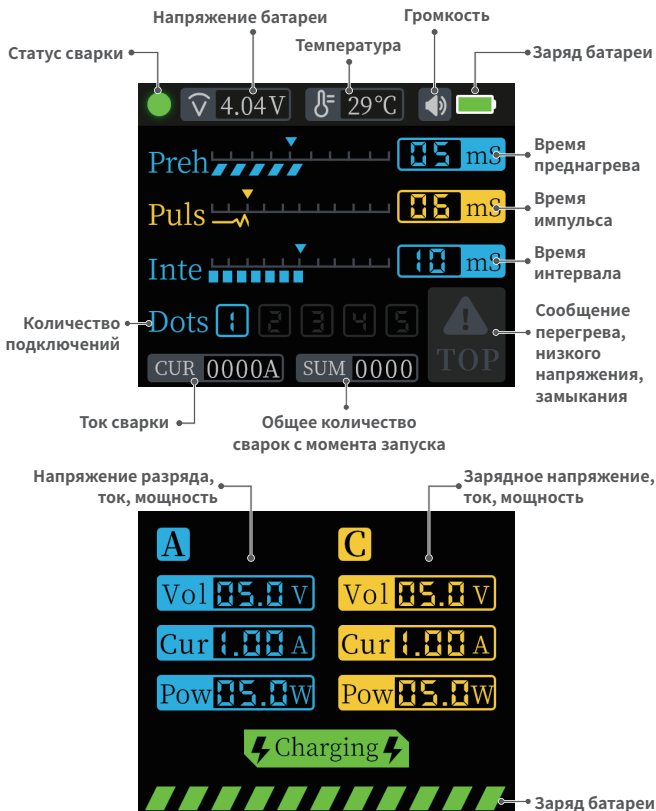 Напряжение батареи
Громкость
Статус сварки
Температура
Заряд батареи
4.04V
29℃
Preh
05 mS
Время
преднагрева
Puls
06 mS
Время
импульса
Inte
10 mS
Время
интервала
Количество
подключений
Dots 1 2 3 4 5
TOP
Сообщение
перегрева,
низкого
напряжения,
замыкания
CUR 0000A
SUM 0000
Ток сварки
Общее количество
сварок с момента запуска
Напряжение разряда,
ток, мощность
Зарядное напряжение,
ток, мощность
A
C
Vol 05.0 V
Vol 05.0 V
Cur 1.00 A
Cur 1.00 A
Pow 05.0 W
Pow 05.0 W
Charging
Заряд батареи